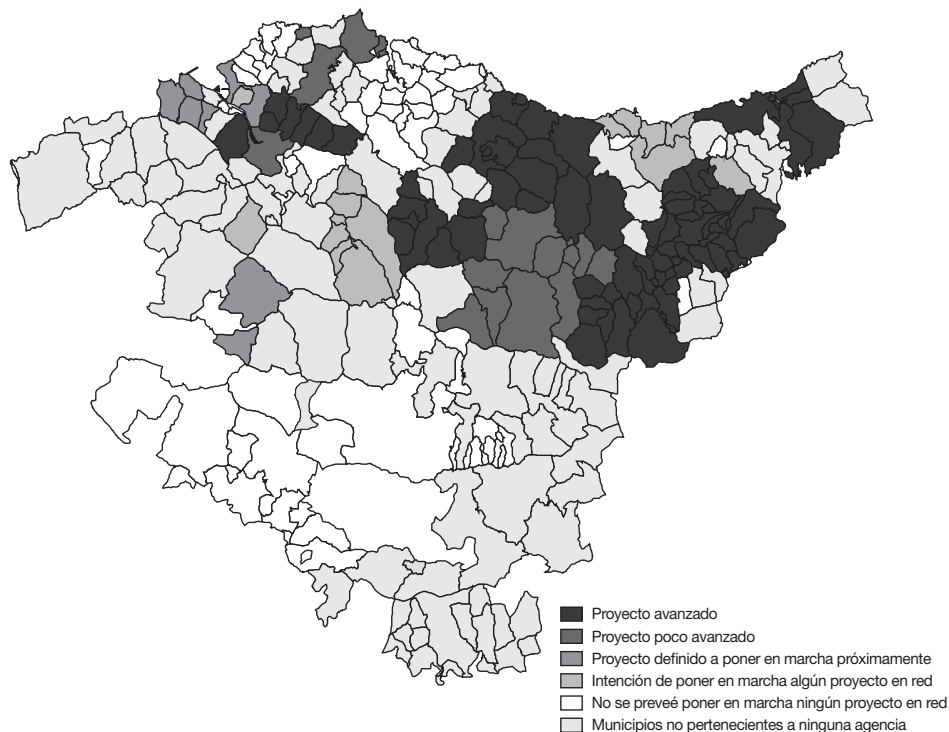 Proyecto avanzado
Proyecto poco avanzado
Proyecto definido a poner en marcha próximamente
Intención de poner en marcha algún proyecto en red
No se preveé poner en marcha ningún proyecto en red
Municipios no pertenecientes a ninguna agencia